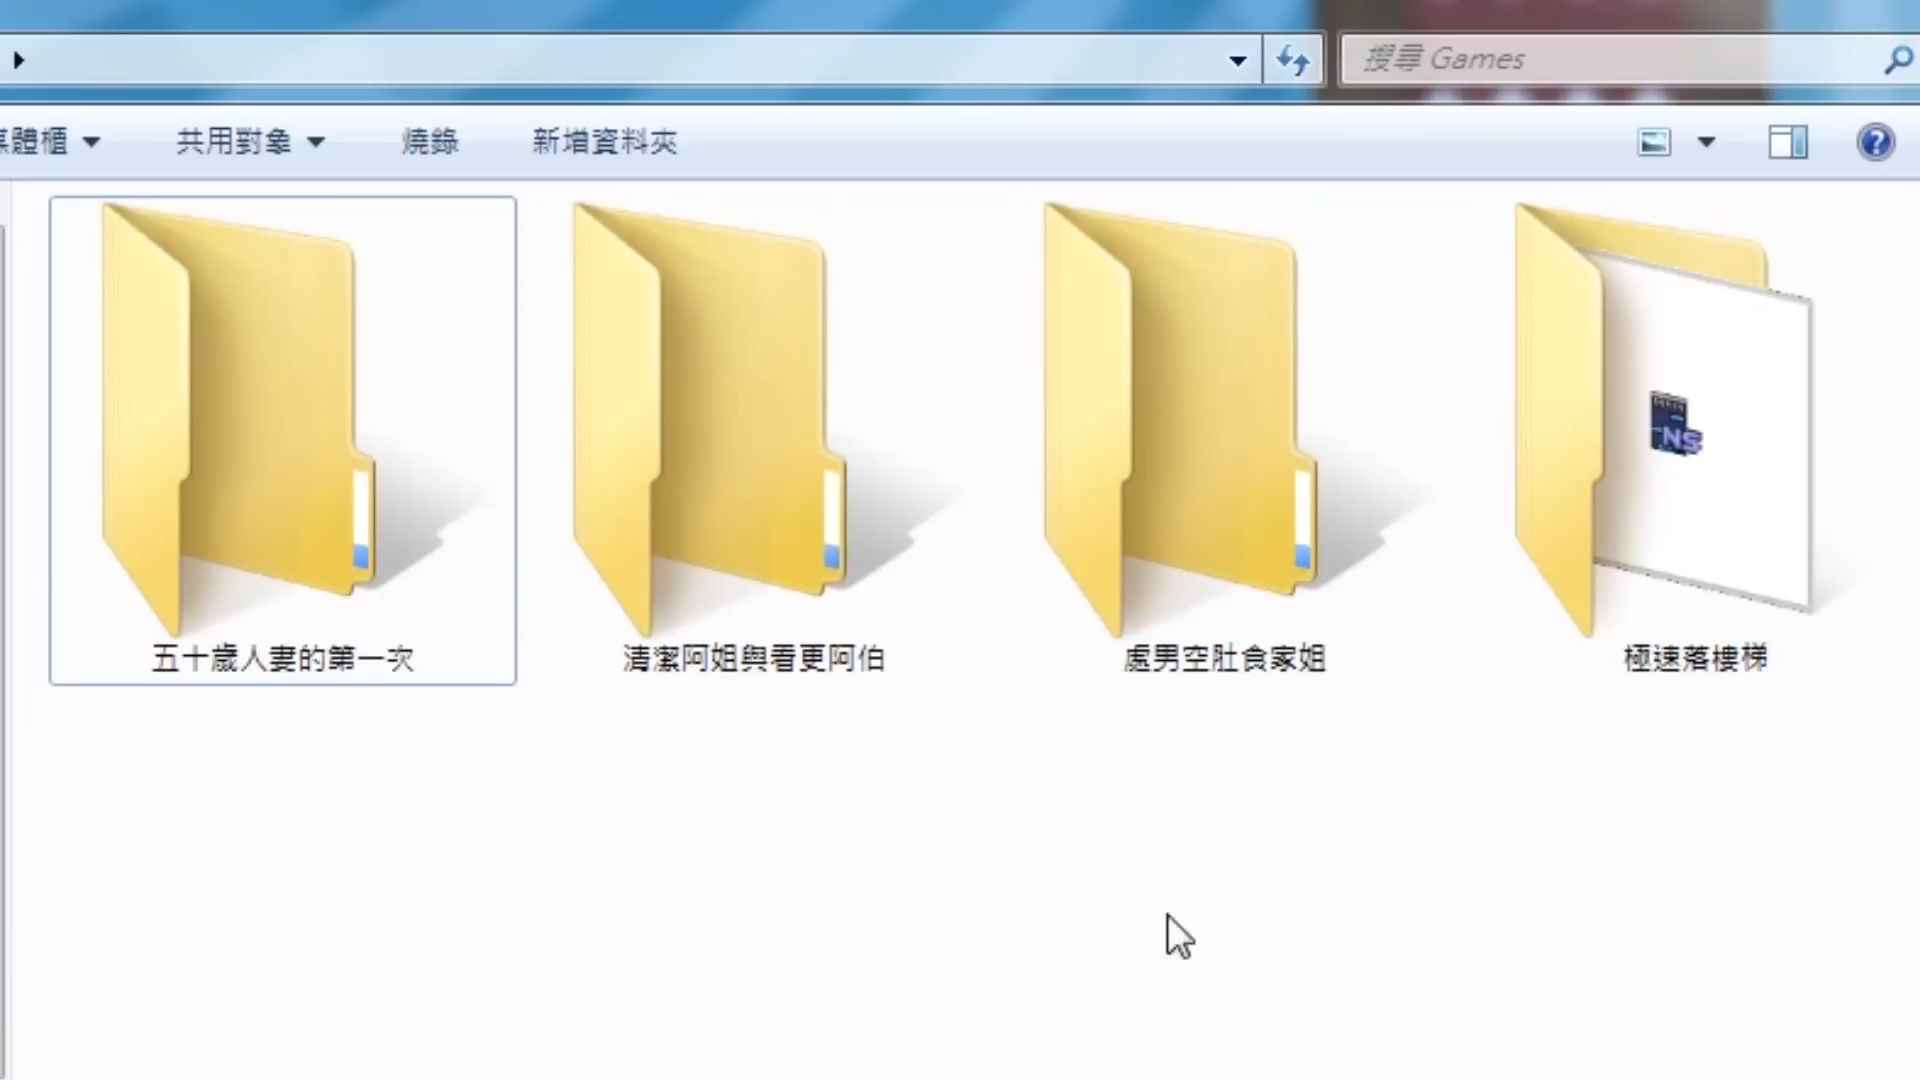 搜尋 Games
媒體櫃
共用對象
燒錄
新增資料夾
NS
五十歲人妻的第一次
清潔阿姐與看更阿伯
處男空肚食家姐
極速落樓梯